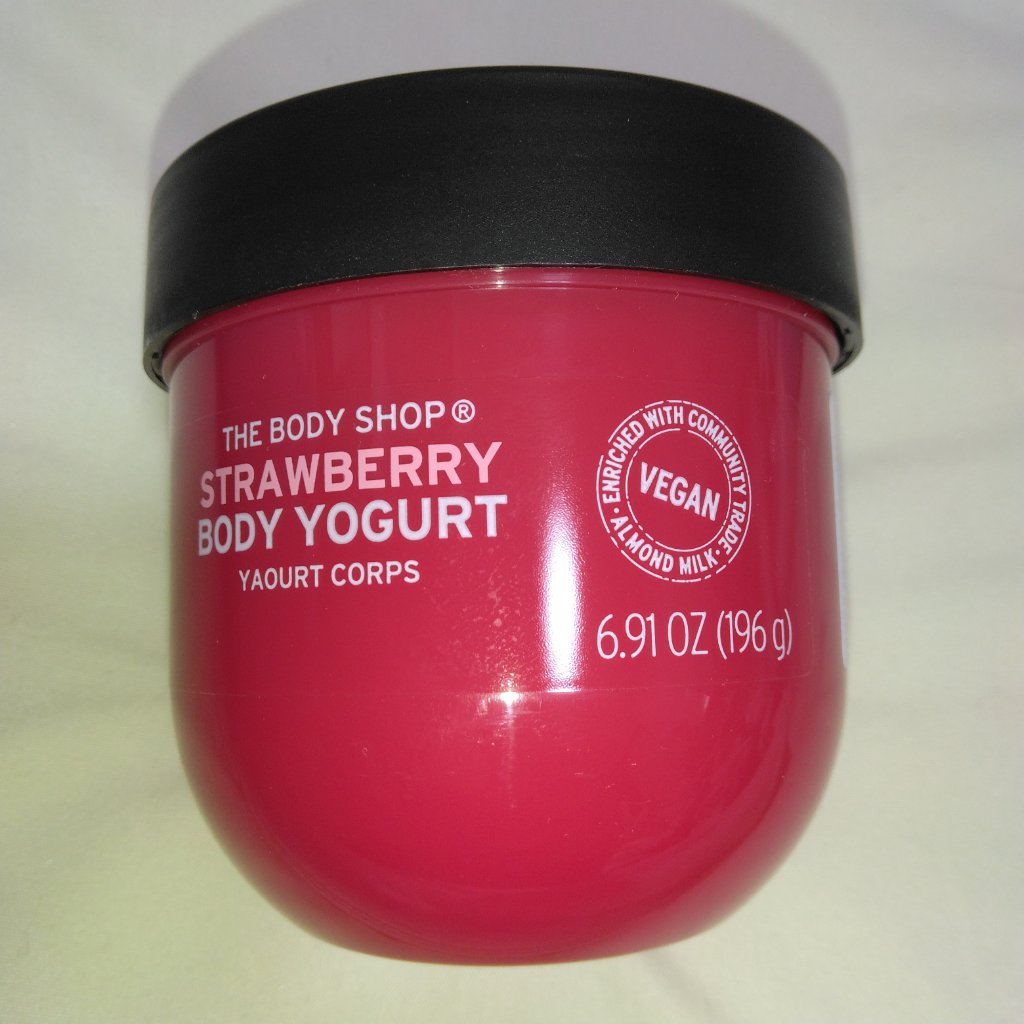 THE BODY SHOP®
STRAWBERRY
BODY YOGURT
YAOURT CORPS
ENRICHED WITH COMMUNITY TRADE
VEGAN
ALMOND MILK
6.91 OZ (196 g)